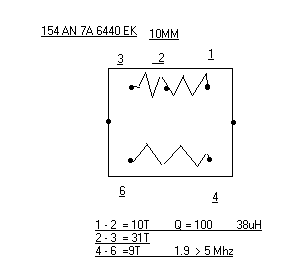 154 AN 7A 6440 EK 10MM
3 2 1
6 4
1 - 2 = 10T Q = 100 38uH
2 - 3 = 31T
4 - 6 =9T 1.9 > 5 Mhz